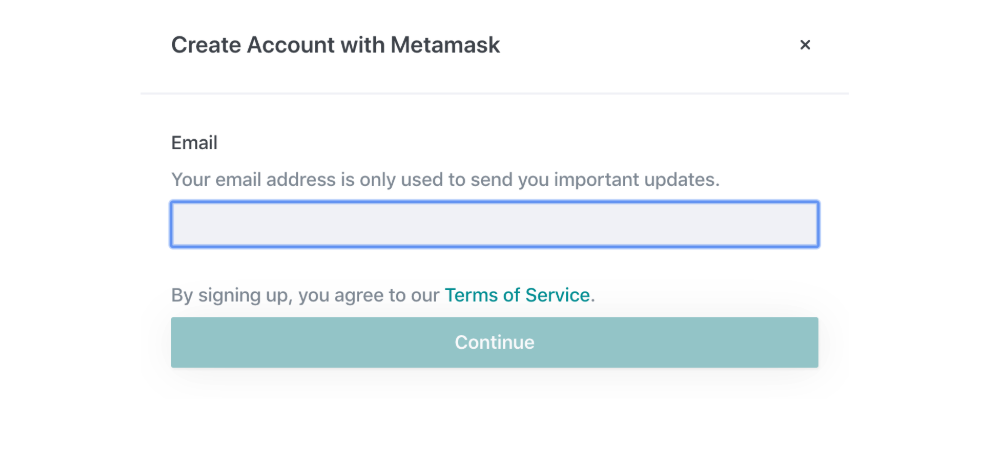 Create Account with Metamask ×
Email
Your email address is only used to send you important updates.
By signing up, you agree to our Terms of Service.
Continue